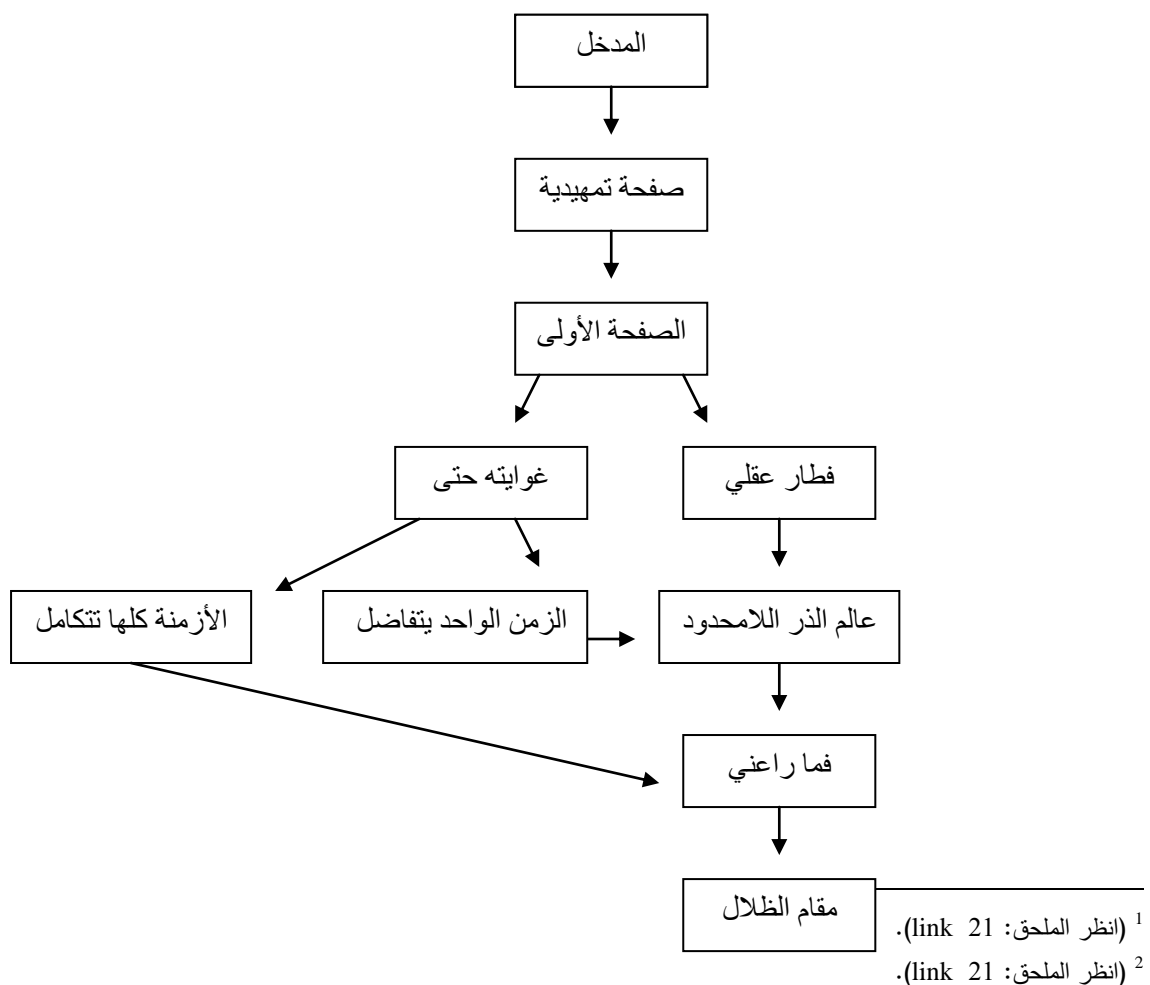 المدخل
صفحة تمهيدية
الصفحة الأولى
فطار عقلي
غوايته حتى
عالم الذر اللامحدود
الزمن الواحد يتفاضل
الأزمنة كلها تتكامل
فما راعني
مقام الظلال
1 (انظر الملحق: link 21).
2 (انظر الملحق: link 21).